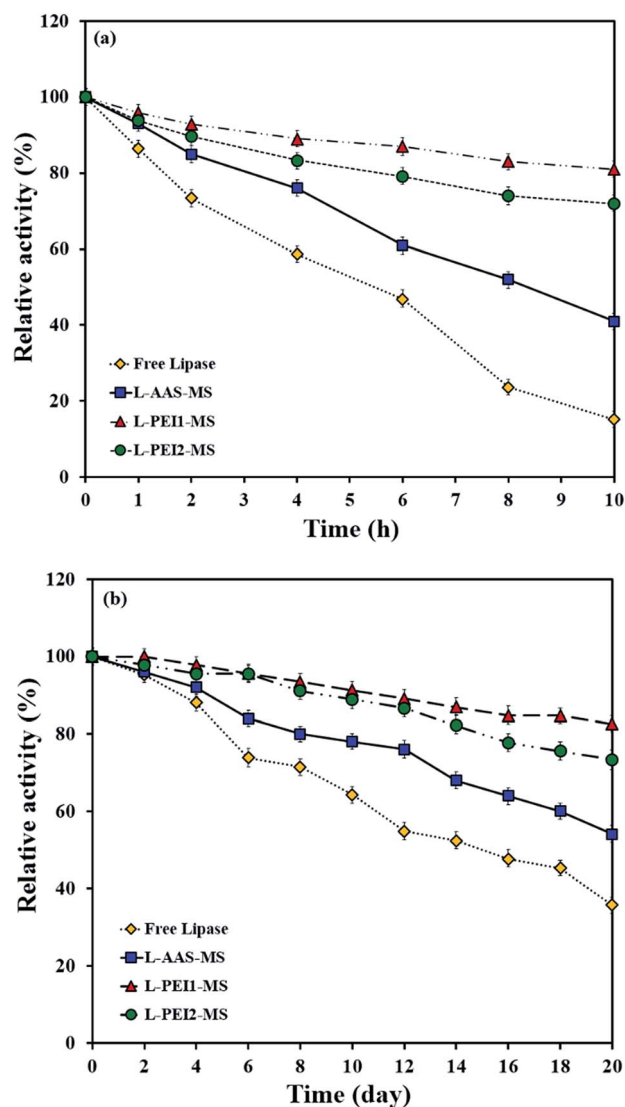 (a)
Relative activity (%)
120
100
80
60
40
20
0
Free Lipase
L-AAS-MS
L-PEI1-MS
L-PEI2-MS
0 1 2 3 4 5 6 7 8 9 10
Time (h)
(b)
Relative activity (%)
120
100
80
60
40
20
0
Free Lipase
L-AAS-MS
L-PEI1-MS
L-PEI2-MS
0 2 4 6 8 10 12 14 16 18 20
Time (day)